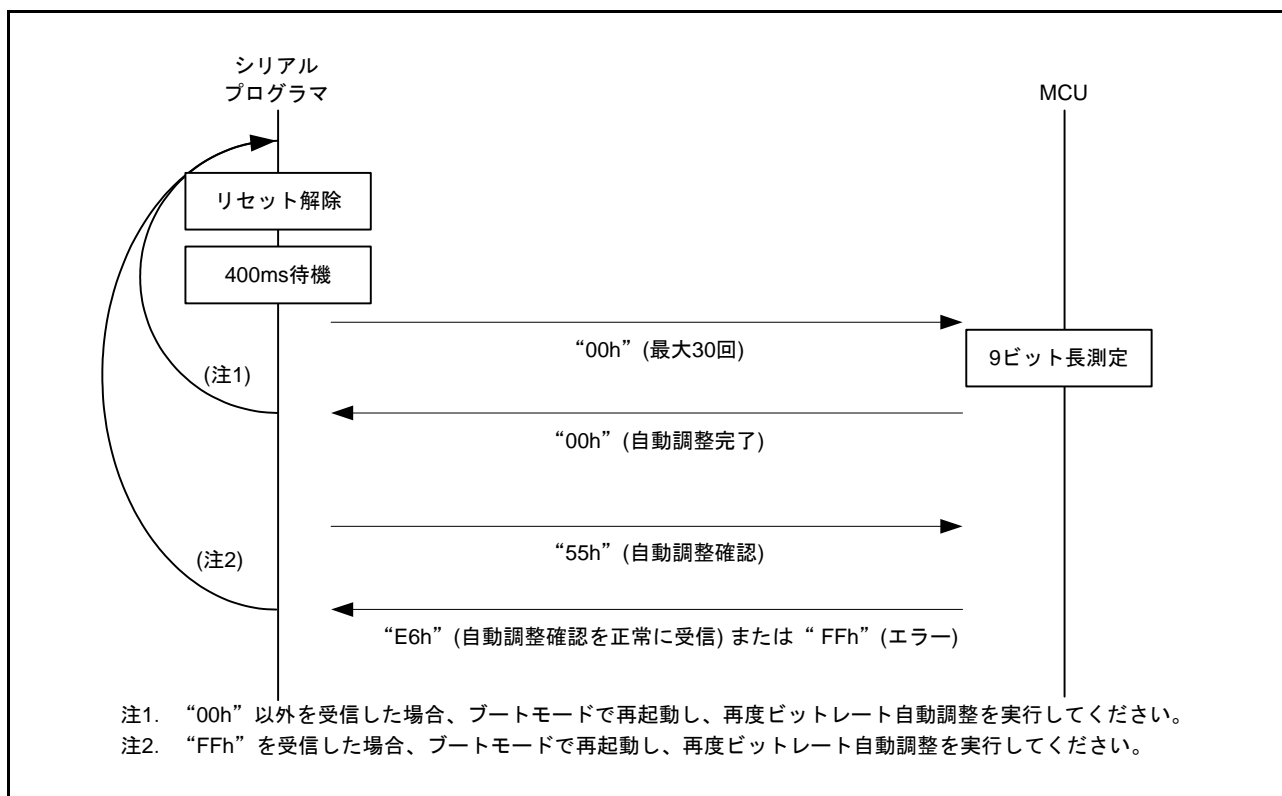 シリアル
プログラマ
MCU
リセット解除
400ms待機
“00h” (最大30回)
9ビット長測定
(注1)
“00h” (自動調整完了)
“55h” (自動調整確認)
(注2)
“E6h” (自動調整確認を正常に受信) または “ FFh” (エラー)
注1. “00h” 以外を受信した場合、ブートモードで再起動し、再度ビットレート自動調整を実行してください。
注2. “FFh” を受信した場合、ブートモードで再起動し、再度ビットレート自動調整を実行してください。